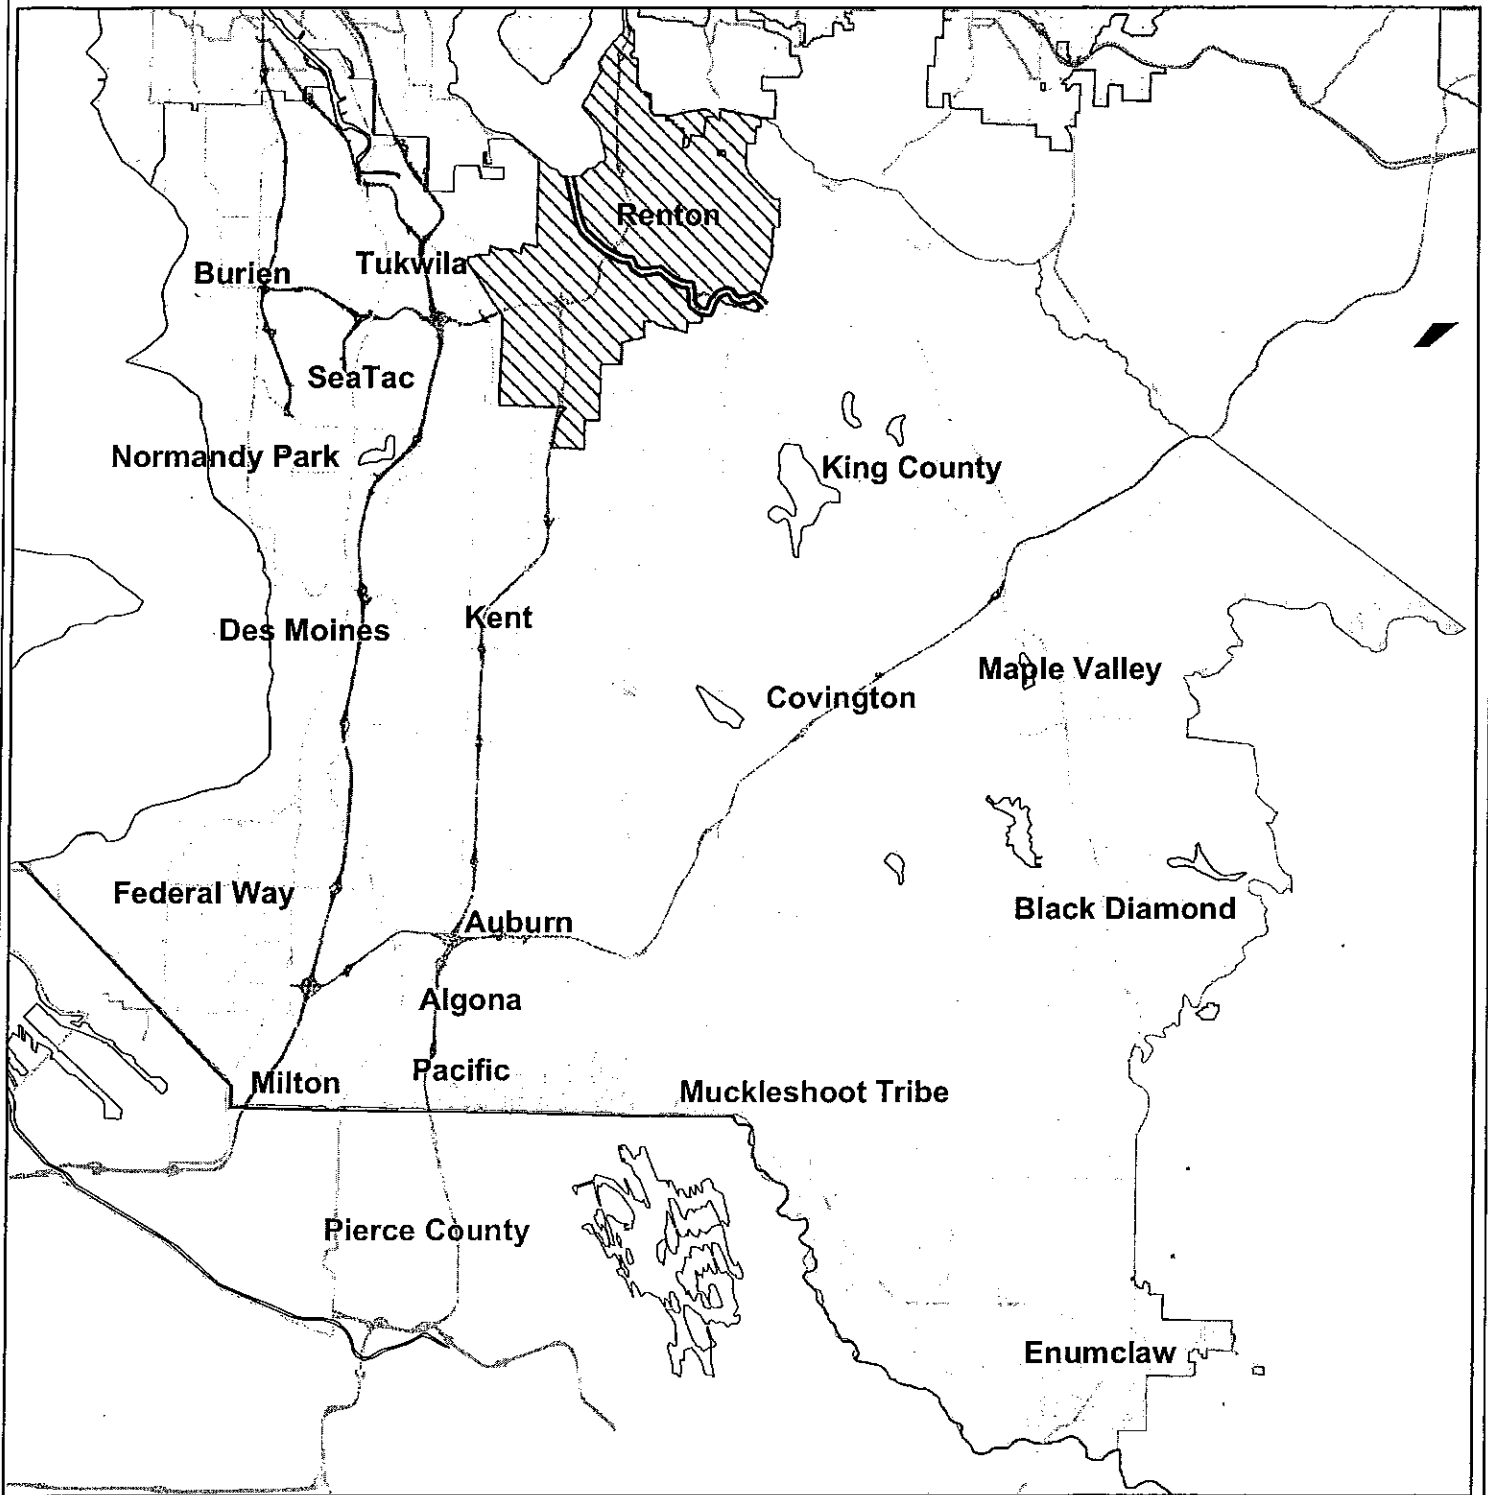 Renton
Tukwila
Burien
SeaTac
Normandy Park
King County
Kent
Des Moines
Maple Valley
Covington
Federal Way
Black Diamond
Auburn
Algona
Pacific
Milton
Muckleshoot Tribe
Pierce County
Enumclaw